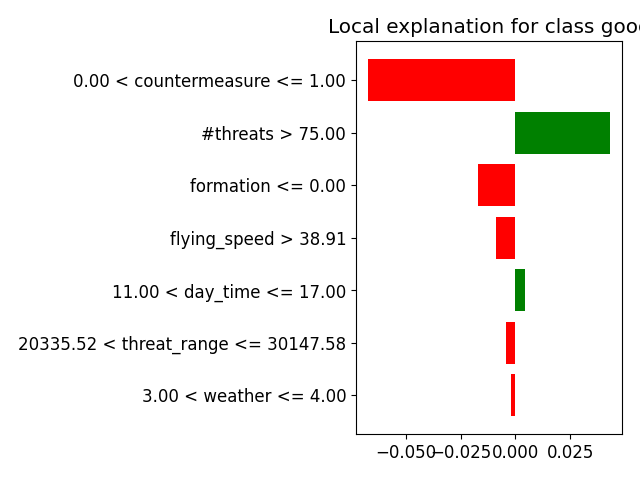 Local explanation for class goo
0.00 < countermeasure <= 1.00
#threats > 75.00
formation <= 0.00
flying_speed > 38.91
11.00 < day_time <= 17.00
20335.52 < threat_range <= 30147.58
3.00 < weather <= 4.00
−0.050 −0.025 0.000 0.025